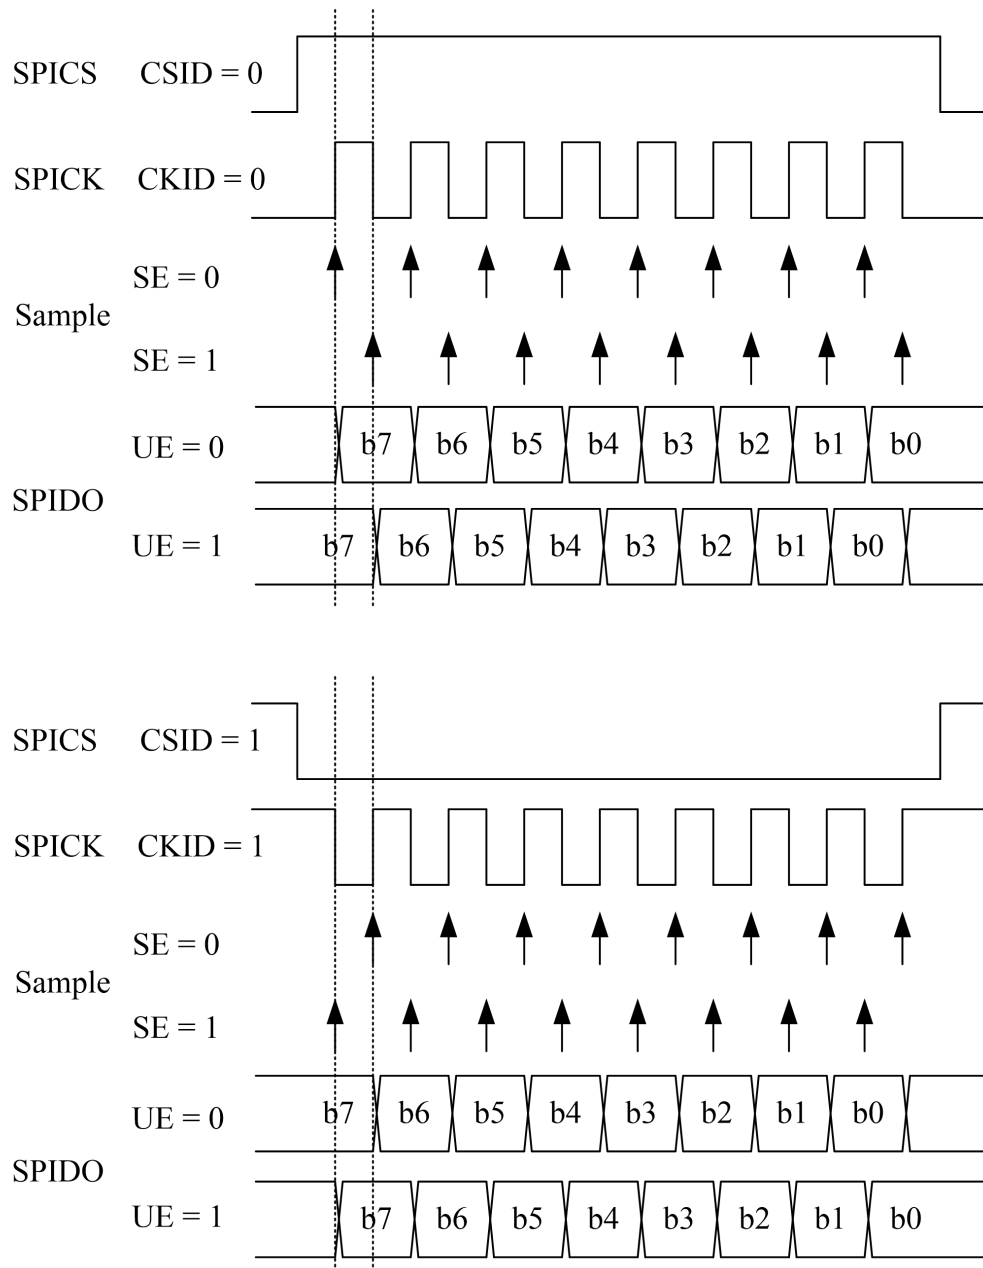 SPICS CSID = 0
SPICK CKID = 0
SE = 0
Sample
SE = 1
UE = 0 b7 b6 b5 b4 b3 b2 b1 b0
SPIDO
UE = 1 b7 b6 b5 b4 b3 b2 b1 b0
SPICS CSID = 1
SPICK CKID = 1
SE = 0
Sample
SE = 1
UE = 0 b7 b6 b5 b4 b3 b2 b1 b0
SPIDO
UE = 1 b7 b6 b5 b4 b3 b2 b1 b0